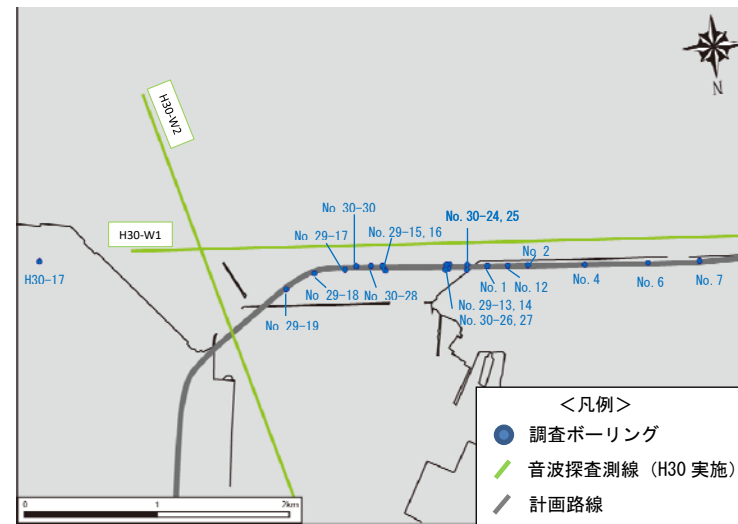 N
H30-W2
H30-W1
H30-17
No. 30-30
No. 29-17
No. 29-15, 16
No. 30-24, 25
No. 2
No. 29-18
No. 30-28
No. 29-19
No. 1
No. 12
No. 4
No. 6
No. 7
No. 29-13, 14
No. 30-26, 27
<凡例>
調査ボーリング
音波探査測線（H30 実施）
計画路線
0 1 2km